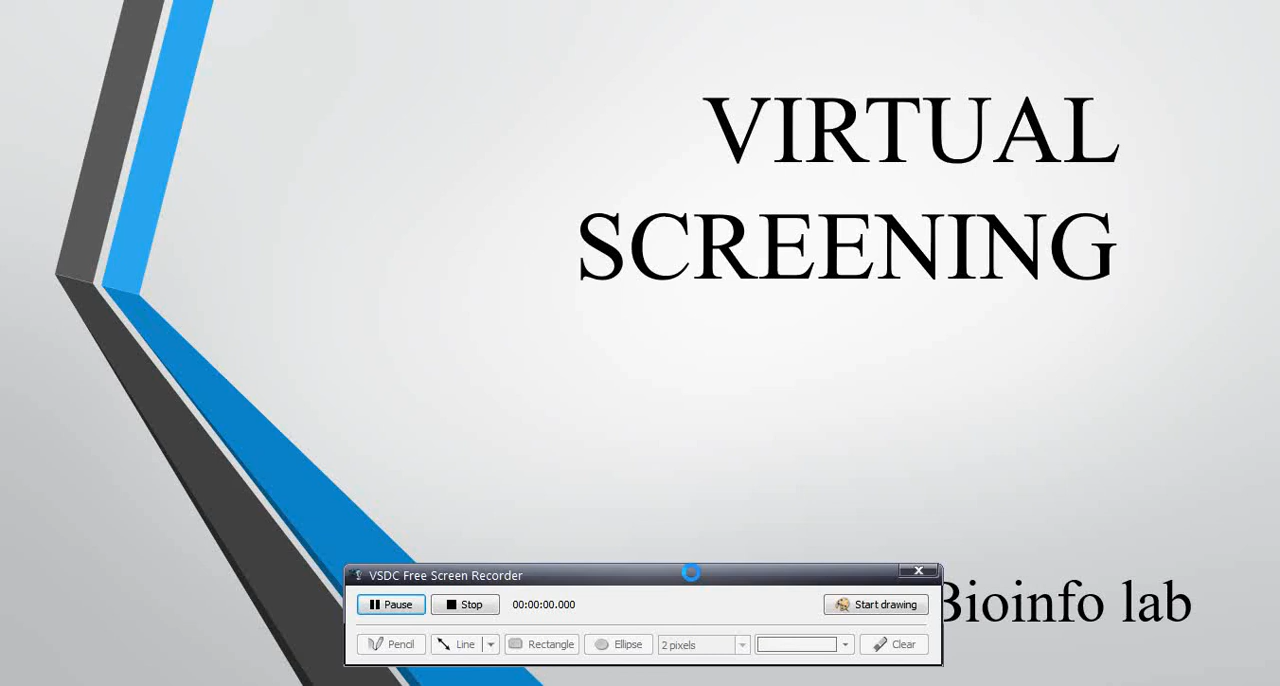 VIRTUAL
SCREENING
Bioinfo lab
VSDC Free Screen Recorder
Pause Stop 00:00:00.000 Start drawing
Pencil Line Rectangle Ellipse 2 pixels Clear